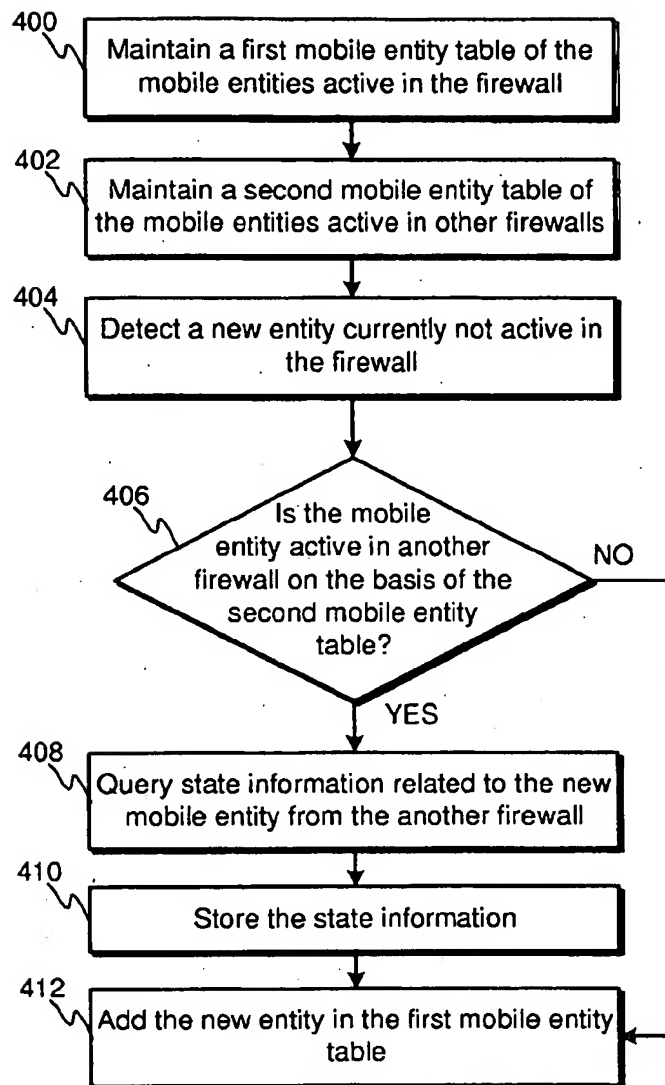 400
Maintain a first mobile entity table of the
mobile entities active in the firewall
402
Maintain a second mobile entity table of
the mobile entities active in other firewalls
404
Detect a new entity currently not active in
the firewall
406
Is the mobile
entity active in another
firewall on the basis of the
second mobile entity
table?
NO
YES
408
Query state information related to the new
mobile entity from the another firewall
410
Store the state information
412
Add the new entity in the first mobile entity
table